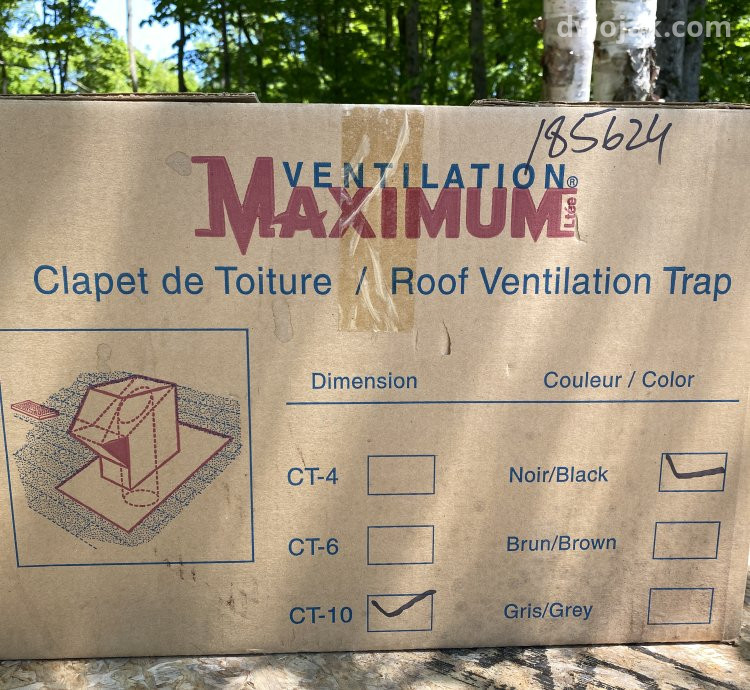 dvojak.com
185624
VENTILATION®
MAXIMUM Ltée
Clapet de Toiture / Roof Ventilation Trap
Dimension Couleur / Color
CT-4 Noir/Black
CT-6 Brun/Brown
CT-10 Gris/Grey